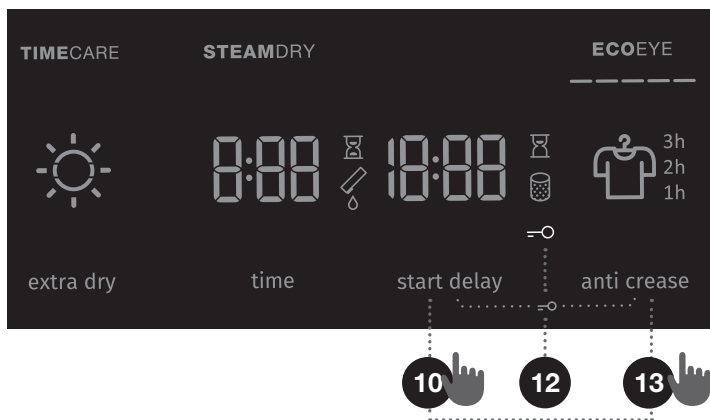 TIMECARE STEAMDRY ECOEYE
8:88 18:88 3h
2h
1h
extra dry time start delay anti crease
10 12 13